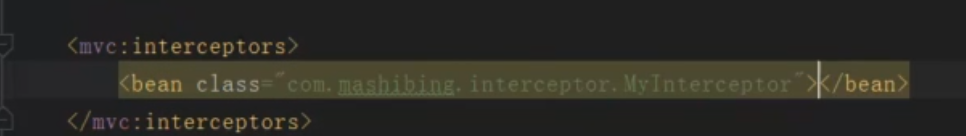 <mvc:interceptors>
<bean class="com.mashibing.interceptor.MyInterceptor"></bean>
</mvc:interceptors>